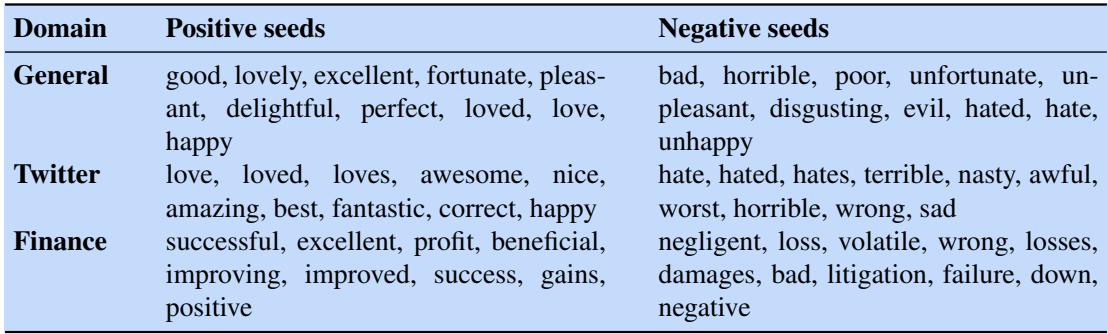 Domain Positive seeds Negative seeds
General good, lovely, excellent, fortunate, pleas- bad, horrible, poor, unfortunate, un-
ant, delightful, perfect, loved, love, pleasant, disgusting, evil, hated, hate,
happy unhappy
Twitter love, loved, loves, awesome, nice, hate, hated, hates, terrible, nasty, awful,
amazing, best, fantastic, correct, happy worst, horrible, wrong, sad
Finance successful, excellent, profit, beneficial, negligent, loss, volatile, wrong, losses,
improving, improved, success, gains, damages, bad, litigation, failure, down,
positive negative